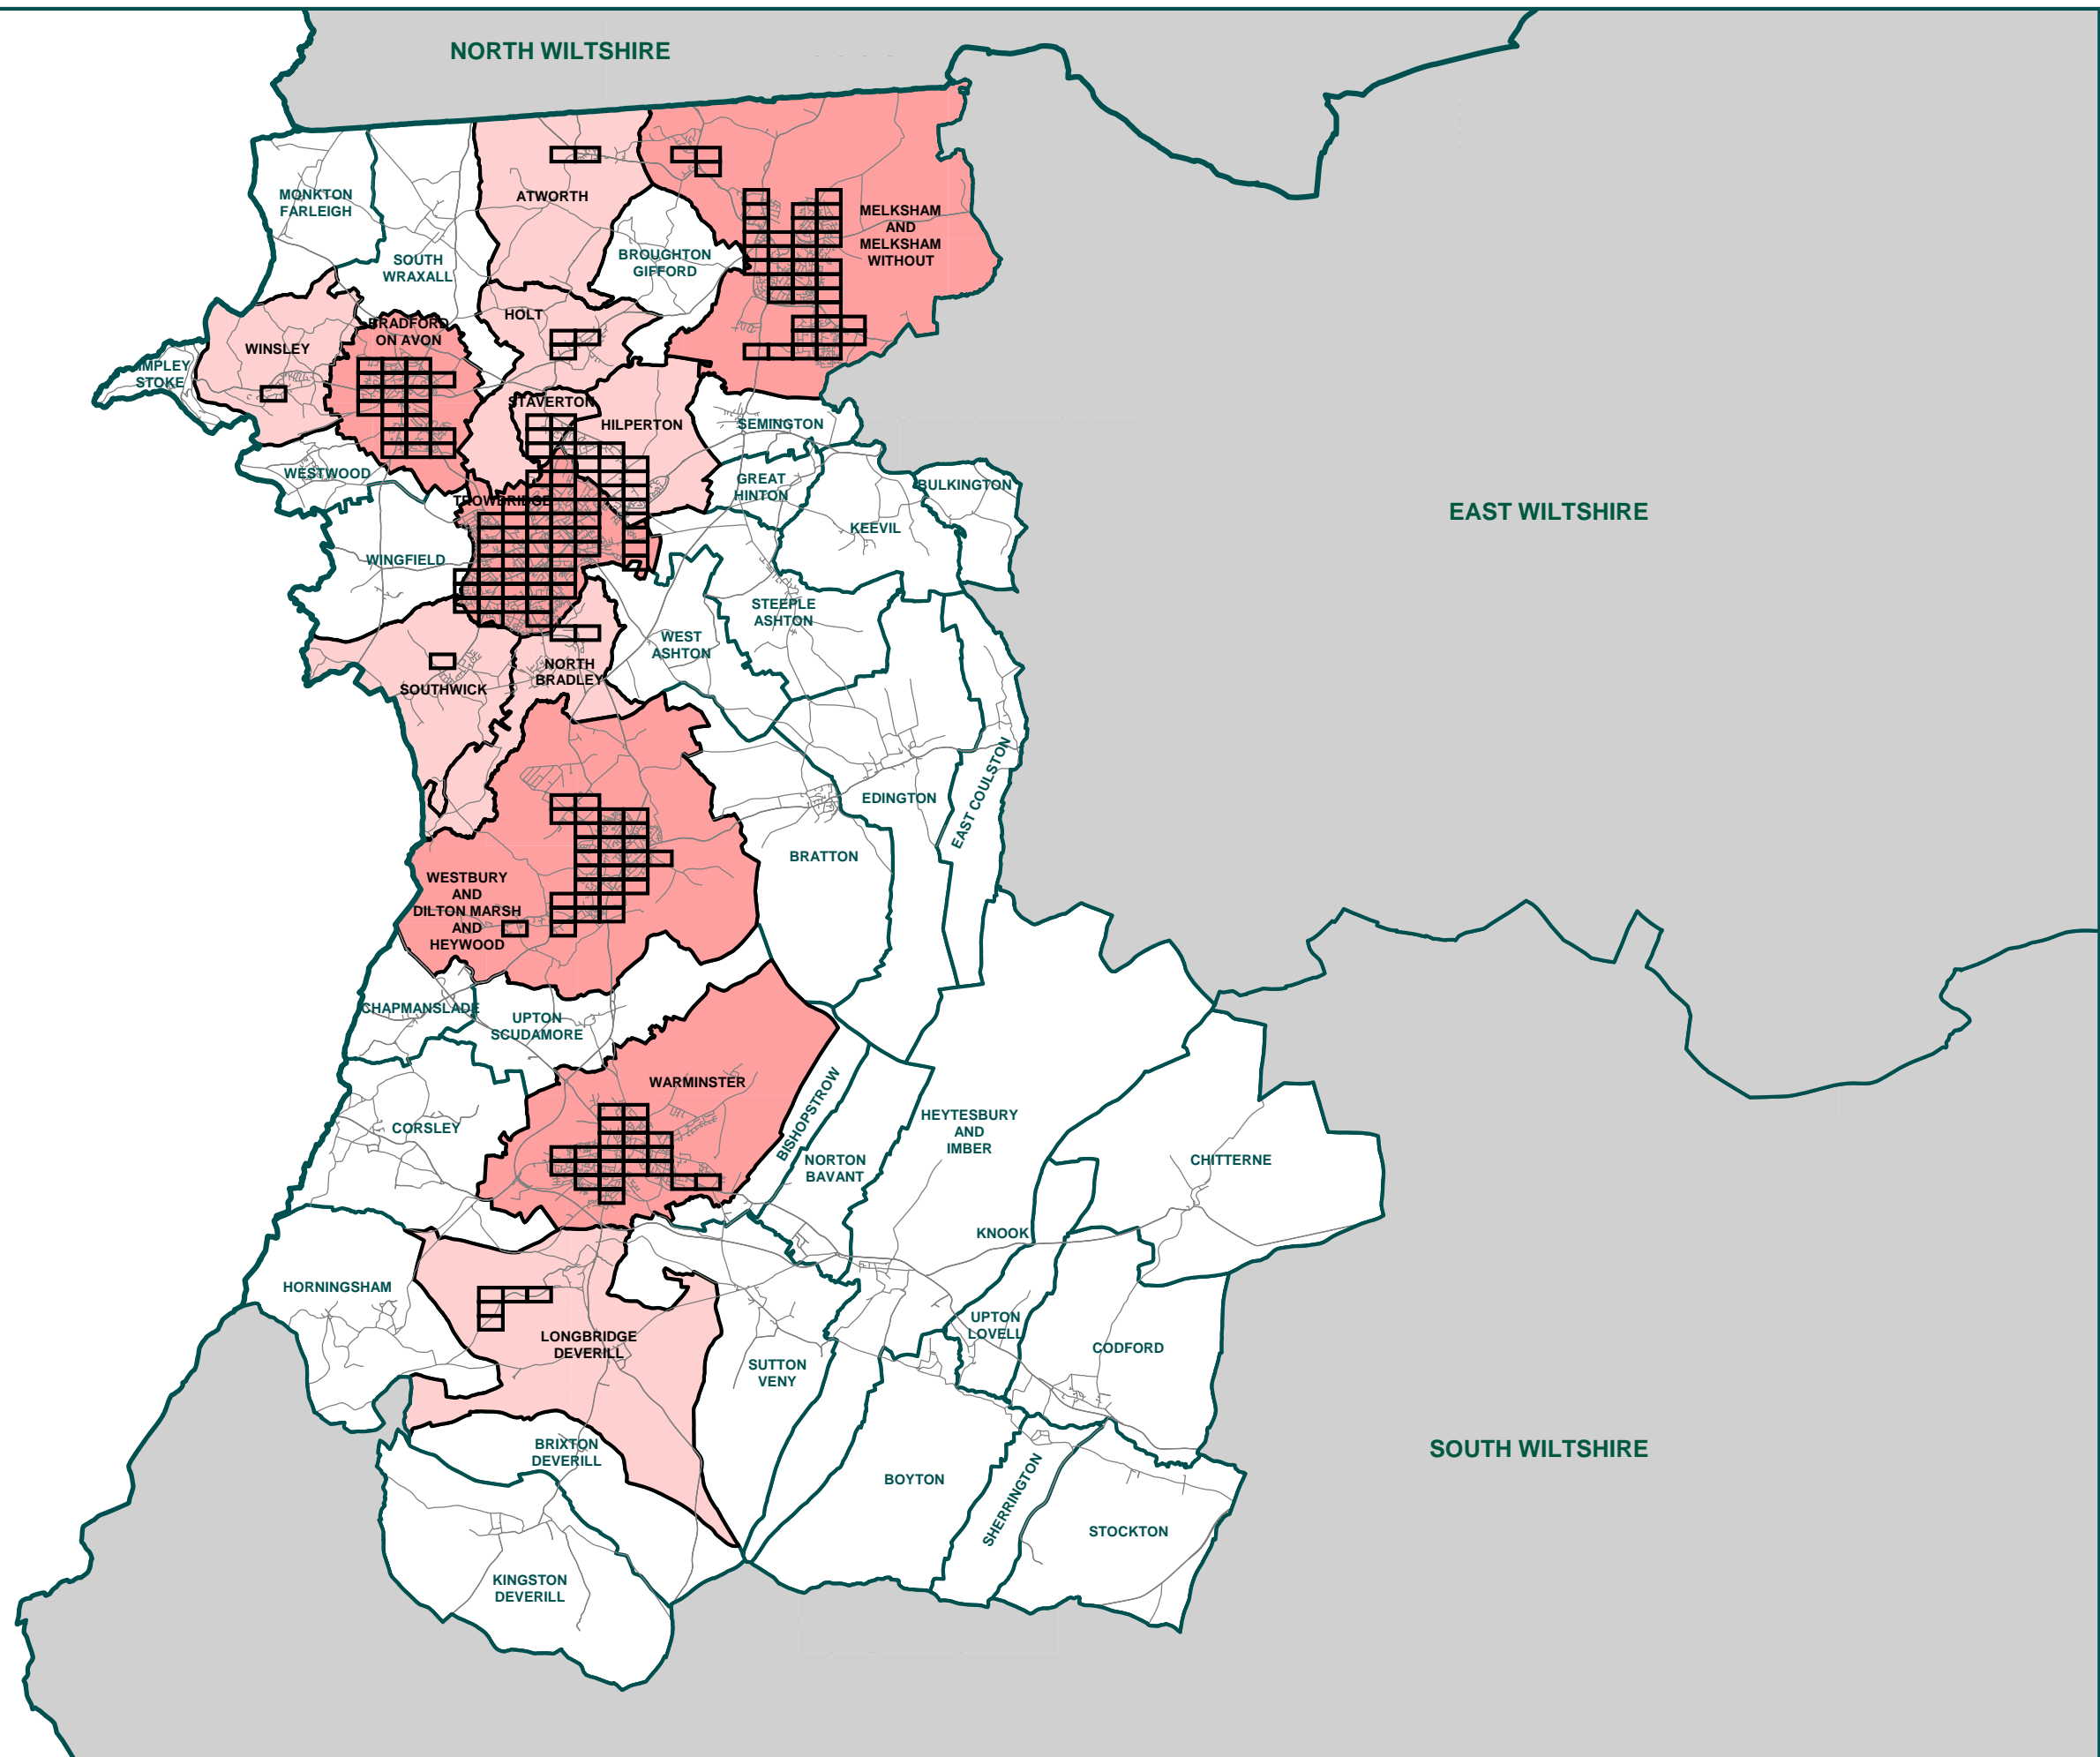 NORTH WILTSHIRE
MONKTON
FARLEIGH
ATWORTH
MELKSHAM
AND
MELKSHAM
WITHOUT
SOUTH
WRAXALL
BROUGHTON
GIFFORD
HOLT
BRADFORD
ON AVON
WINSLEY
IMPLEY
STOKE
STAVERTON
HILPERTON
SEMINGTON
WESTWOOD
GREAT
HINTON
BULKINGTON
TROWBRIDGE
KEEVIL
EAST WILTSHIRE
WINGFIELD
STEEPLE
ASHTON
WEST
ASHTON
NORTH
BRADLEY
SOUTHWICK
EDINGTON
EAST COULSTON
BRATTON
WESTBURY
AND
DILTON MARSH
AND
HEYWOOD
CHAPMANSLADE
UPTON
SCUDAMORE
WARMINSTER
BISHOPSTROW
CORSLEY
HEYTESBURY
AND
IMBER
NORTON
BAVANT
CHITTERNE
KNOOK
HORNINGSHAM
LONGBRIDGE
DEVERILL
UPTON
LOVELL
CODFORD
SUTTON
VENY
BRIXTON
DEVERILL
SOUTH WILTSHIRE
BOYTON
SHERRINGTON
STOCKTON
KINGSTON
DEVERILL